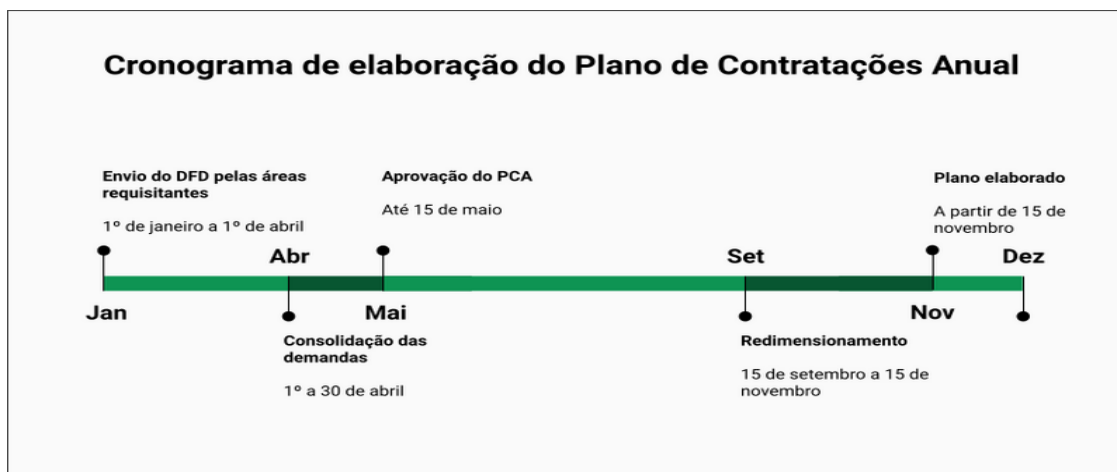 Cronograma de elaboração do Plano de Contratações Anual
Envio do DFD pelas áreas
requisitantes
1º de janeiro a 1º de abril
Aprovação do PCA
Até 15 de maio
Plano elaborado
A partir de 15 de
novembro
Abr
Set
Dez
Jan
Mai
Nov
Consolidação das
demandas
1º a 30 de abril
Redimensionamento
15 de setembro a 15 de
novembro